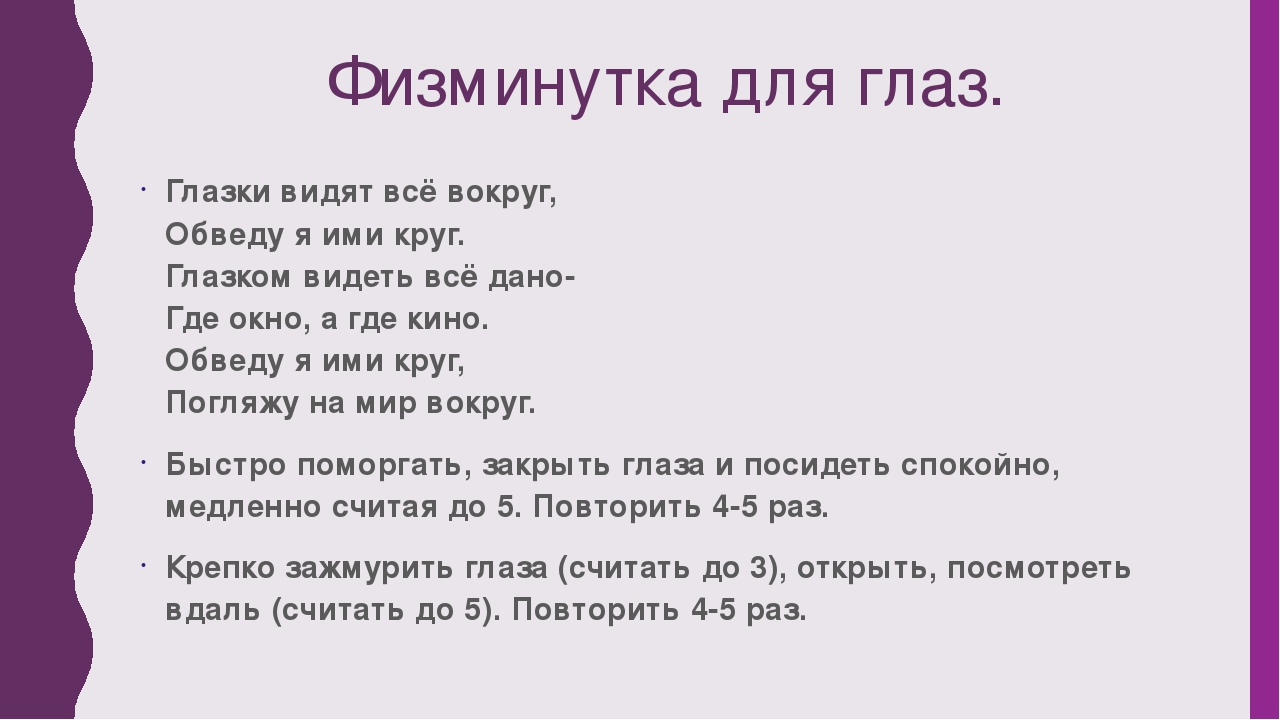 Физминутка для глаз.
· Глазки видят всё вокруг,
Обведу я ими круг.
Глазком видеть всё дано-
Где окно, а где кино.
Обведу я ими круг,
Погляжу на мир вокруг.
· Быстро поморгать, закрыть глаза и посидеть спокойно,
медленно считая до 5. Повторить 4-5 раз.
· Крепко зажмурить глаза (считать до 3), открыть, посмотреть
вдаль (считать до 5). Повторить 4-5 раз.